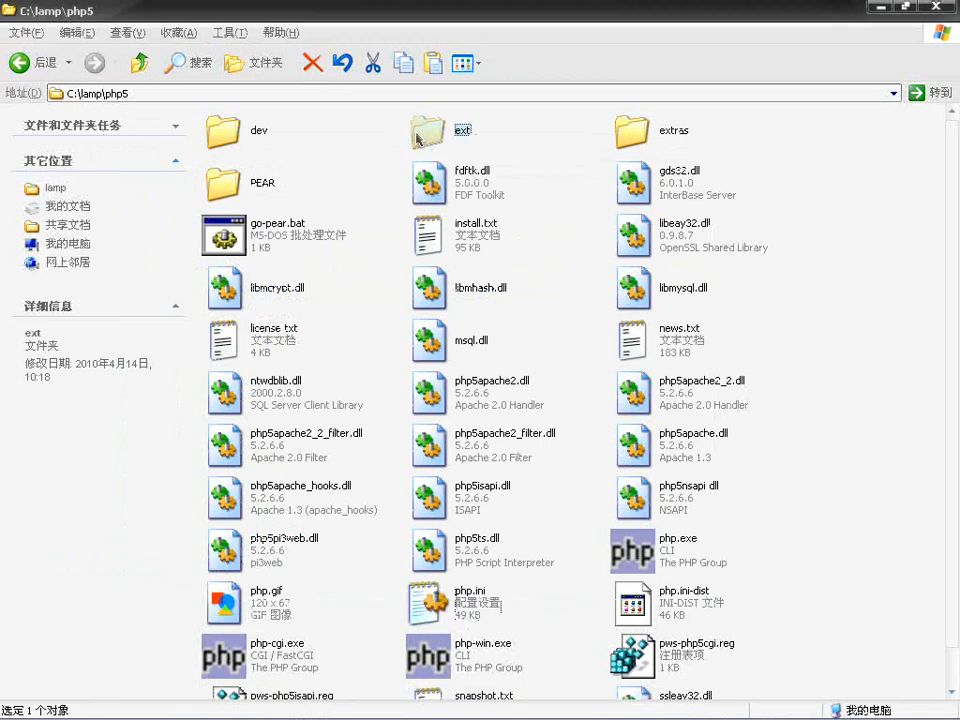 C:\lamp\php5
文件(F) 编辑(E) 查看(V) 收藏(A) 工具(T) 帮助(H)
后退 搜索 文件夹
地址(D) C:\lamp\php5 转到
文件和文件夹任务
其它位置
lamp
我的文档
共享文档
我的电脑
网上邻居
详细信息
ext
文件夹
修改日期: 2010年4月14日,
10:18
dev
ext
extras
PEAR
fdftk.dll
5.0.0.0
FDF Toolkit
gds32.dll
6.0.1.0
InterBase Server
go-pear.bat
MS-DOS 批处理文件
1 KB
install.txt
文本文档
95 KB
libeay32.dll
0.9.8.7
OpenSSL Shared Library
libmcrypt.dll
libmhash.dll
libmysql.dll
license.txt
文本文档
4 KB
msql.dll
news.txt
文本文档
183 KB
ntwdblib.dll
2000.2.8.0
SQL Server Client Library
php5apache2.dll
5.2.6.6
Apache 2.0 Handler
php5apache2_2.dll
5.2.6.6
Apache 2.0 Handler
php5apache2_2_filter.dll
5.2.6.6
Apache 2.0 Filter
php5apache2_filter.dll
5.2.6.6
Apache 2.0 Filter
php5apache.dll
5.2.6.6
Apache 1.3
php5apache_hooks.dll
5.2.6.6
Apache 1.3 (apache_hooks)
php5isapi.dll
5.2.6.6
ISAPI
php5nsapi.dll
5.2.6.6
NSAPI
php5pi3web.dll
5.2.6.6
pi3web
php5ts.dll
5.2.6.6
PHP Script Interpreter
php
php.exe
CLI
The PHP Group
php.gif
120 x 67
GIF 图像
php.ini
配置设置
49 KB
php.ini-dist
INI-DIST 文件
46 KB
php
php-cgi.exe
CGI / FastCGI
The PHP Group
php
php-win.exe
CLI
The PHP Group
pws-php5cgi.reg
注册表项
1 KB
pws-php5isapi.reg
snapshot.txt
ssleay32.dll
选定 1 个对象
我的电脑